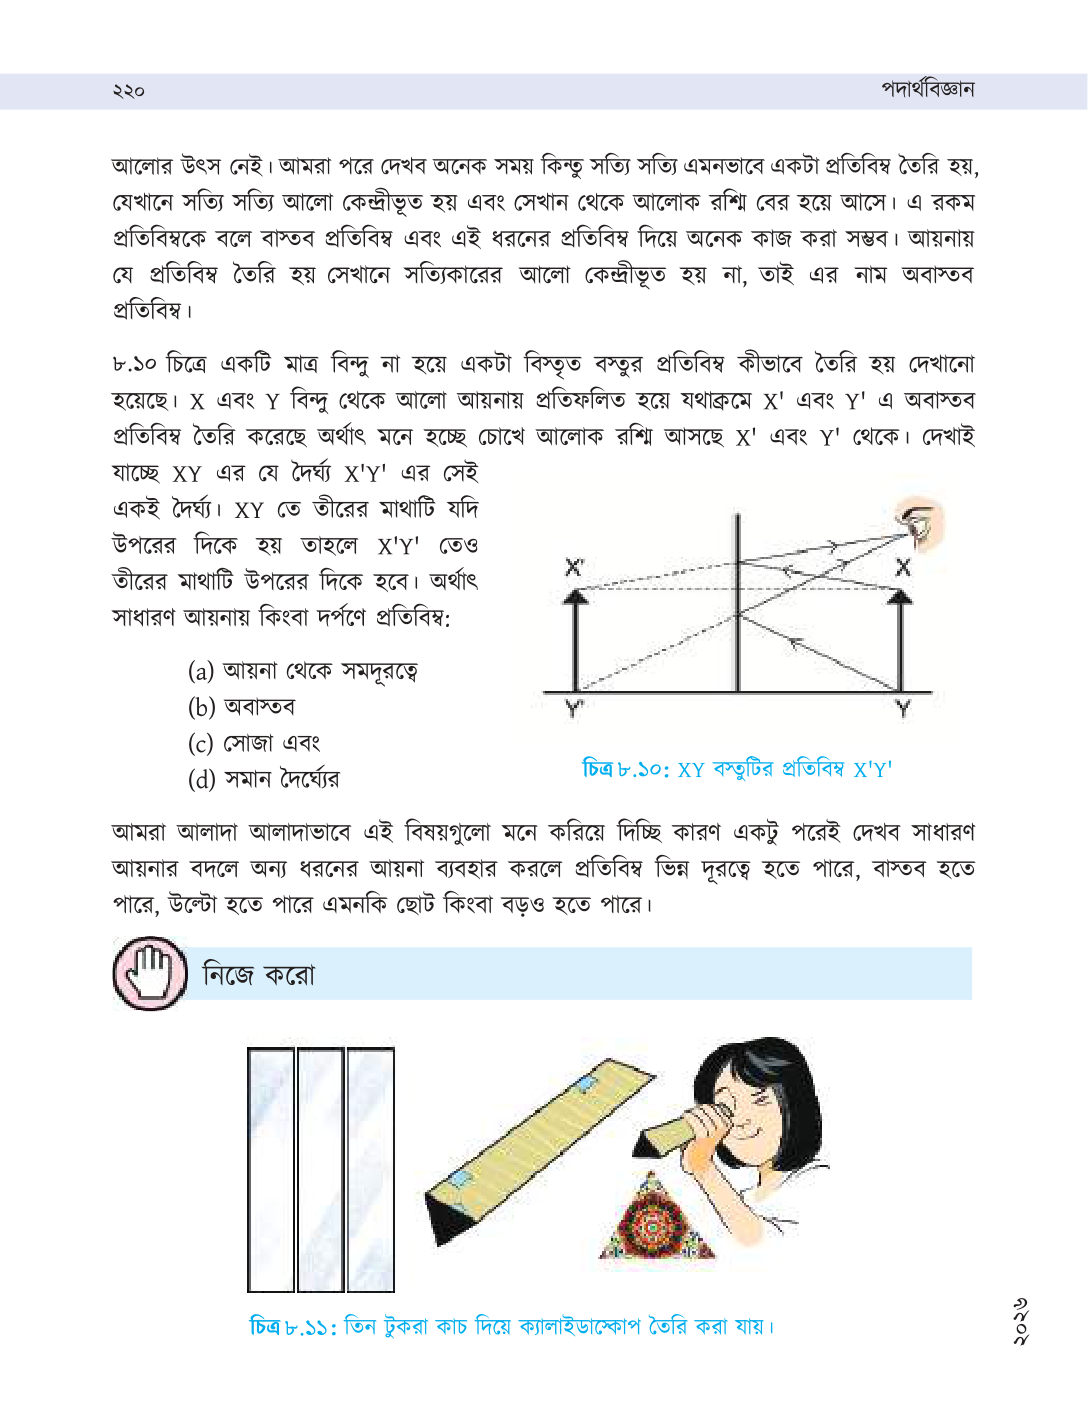 ২২০
পদার্থবিজ্ঞান
আলোর উৎস নেই। আমরা পরে দেখব অনেক সময় কিন্তু সত্যি সত্যি এমনভাবে একটা প্রতিবিম্ব তৈরি হয়,
যেখানে সত্যি সত্যি আলো কেন্দ্রীভূত হয় এবং সেখান থেকে আলোক রশ্মি বের হয়ে আসে। এ রকম
প্রতিবিম্বকে বলে বাস্তব প্রতিবিম্ব এবং এই ধরনের প্রতিবিম্ব দিয়ে অনেক কাজ করা সম্ভব। আয়নায়
যে প্রতিবিম্ব তৈরি হয় সেখানে সত্যিকারের আলো কেন্দ্রীভূত হয় না, তাই এর নাম অবাস্তব
প্রতিবিম্ব।
৮.১০ চিত্রে একটি মাত্র বিন্দু না হয়ে একটা বিস্তৃত বস্তুর প্রতিবিম্ব কীভাবে তৈরি হয় দেখানো
হয়েছে। X এবং Y বিন্দু থেকে আলো আয়নায় প্রতিফলিত হয়ে যথাক্রমে X' এবং Y' এ অবাস্তব
প্রতিবিম্ব তৈরি করেছে অর্থাৎ মনে হচ্ছে চোখে আলোক রশ্মি আসছে X' এবং Y' থেকে। দেখাই
যাচ্ছে XY এর যে দৈর্ঘ্য X'Y' এর সেই
একই দৈর্ঘ্য। XY তে তীরের মাথাটি যদি
উপরের দিকে হয় তাহলে X'Y' তেও
তীরের মাথাটি উপরের দিকে হবে। অর্থাৎ
সাধারণ আয়নায় কিংবা দর্পণে প্রতিবিম্ব:
(a) আয়না থেকে সমদূরত্বে
(b) অবাস্তব
(c) সোজা এবং
(d) সমান দৈর্ঘ্যের
X'
X
Y'
Y
চিত্র ৮.১০: XY বস্তুটির প্রতিবিম্ব X'Y'
আমরা আলাদা আলাদাভাবে এই বিষয়গুলো মনে করিয়ে দিচ্ছি কারণ একটু পরেই দেখব সাধারণ
আয়নার বদলে অন্য ধরনের আয়না ব্যবহার করলে প্রতিবিম্ব ভিন্ন দূরত্বে হতে পারে, বাস্তব হতে
পারে, উল্টো হতে পারে এমনকি ছোট কিংবা বড়ও হতে পারে।
নিজে করো
চিত্র ৮.১১: তিন টুকরা কাচ দিয়ে ক্যালাইডাস্কোপ তৈরি করা যায়।
২০২৬